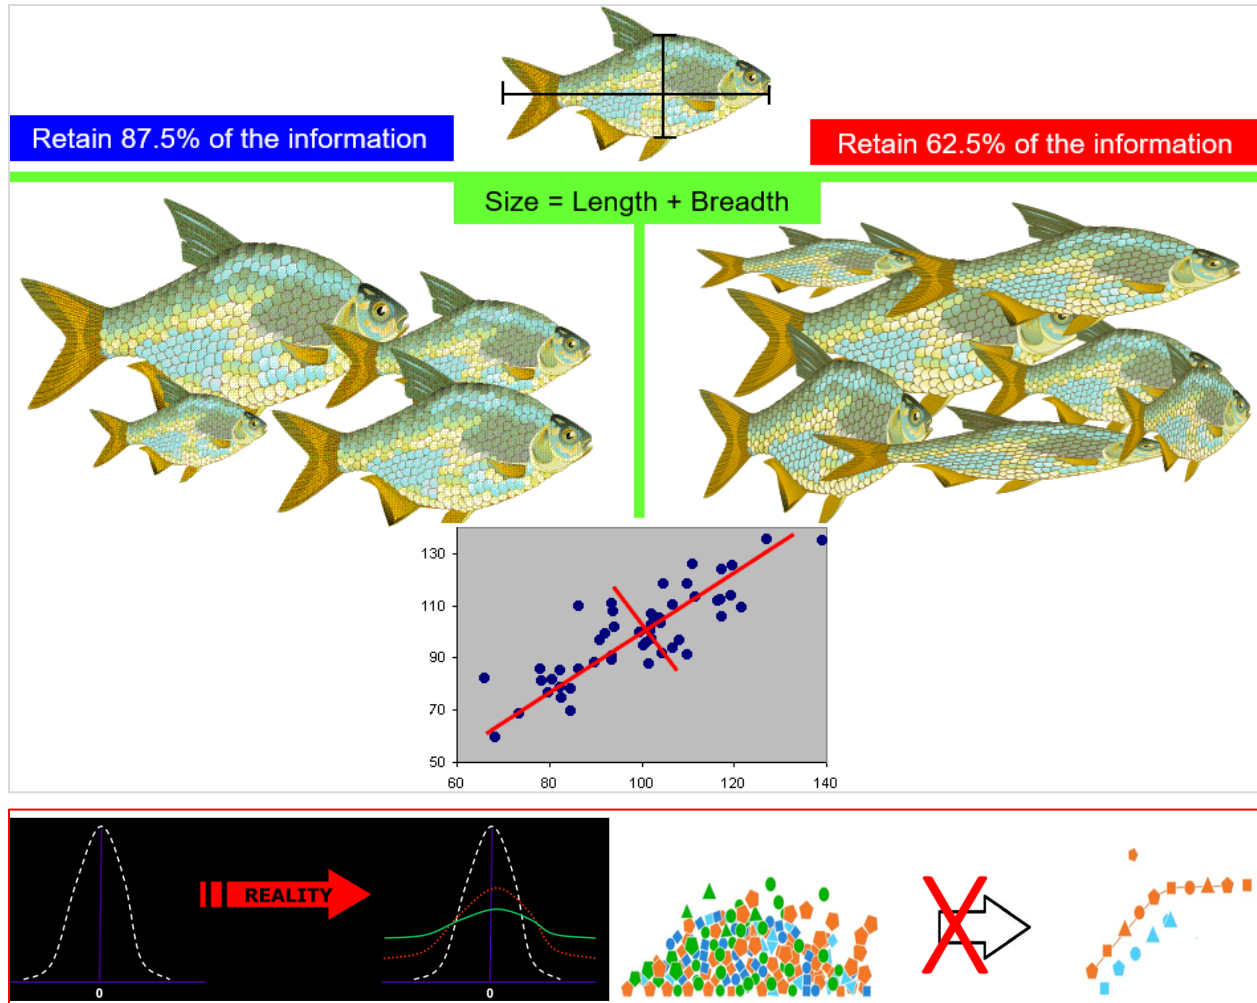 Retain 87.5% of the information
Retain 62.5% of the information
Size = Length + Breadth
130
110
90
70
50
60 80 100 120 140
REALITY
0
0